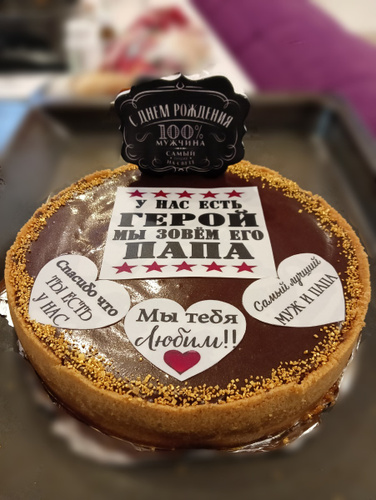 С ДНЕМ РОЖДЕНИЯ
100%
МУЖЧИНА
САМЫЙ
У НАС ЕСТЬ
ГЕРОЙ
МЫ ЗОВЁМ ЕГО
ПАПА
Спасибо что
ТЫ ЕСТЬ
У НАС
Мы тебя
Любим!!
Самый лучший
МУЖ И ПАПА